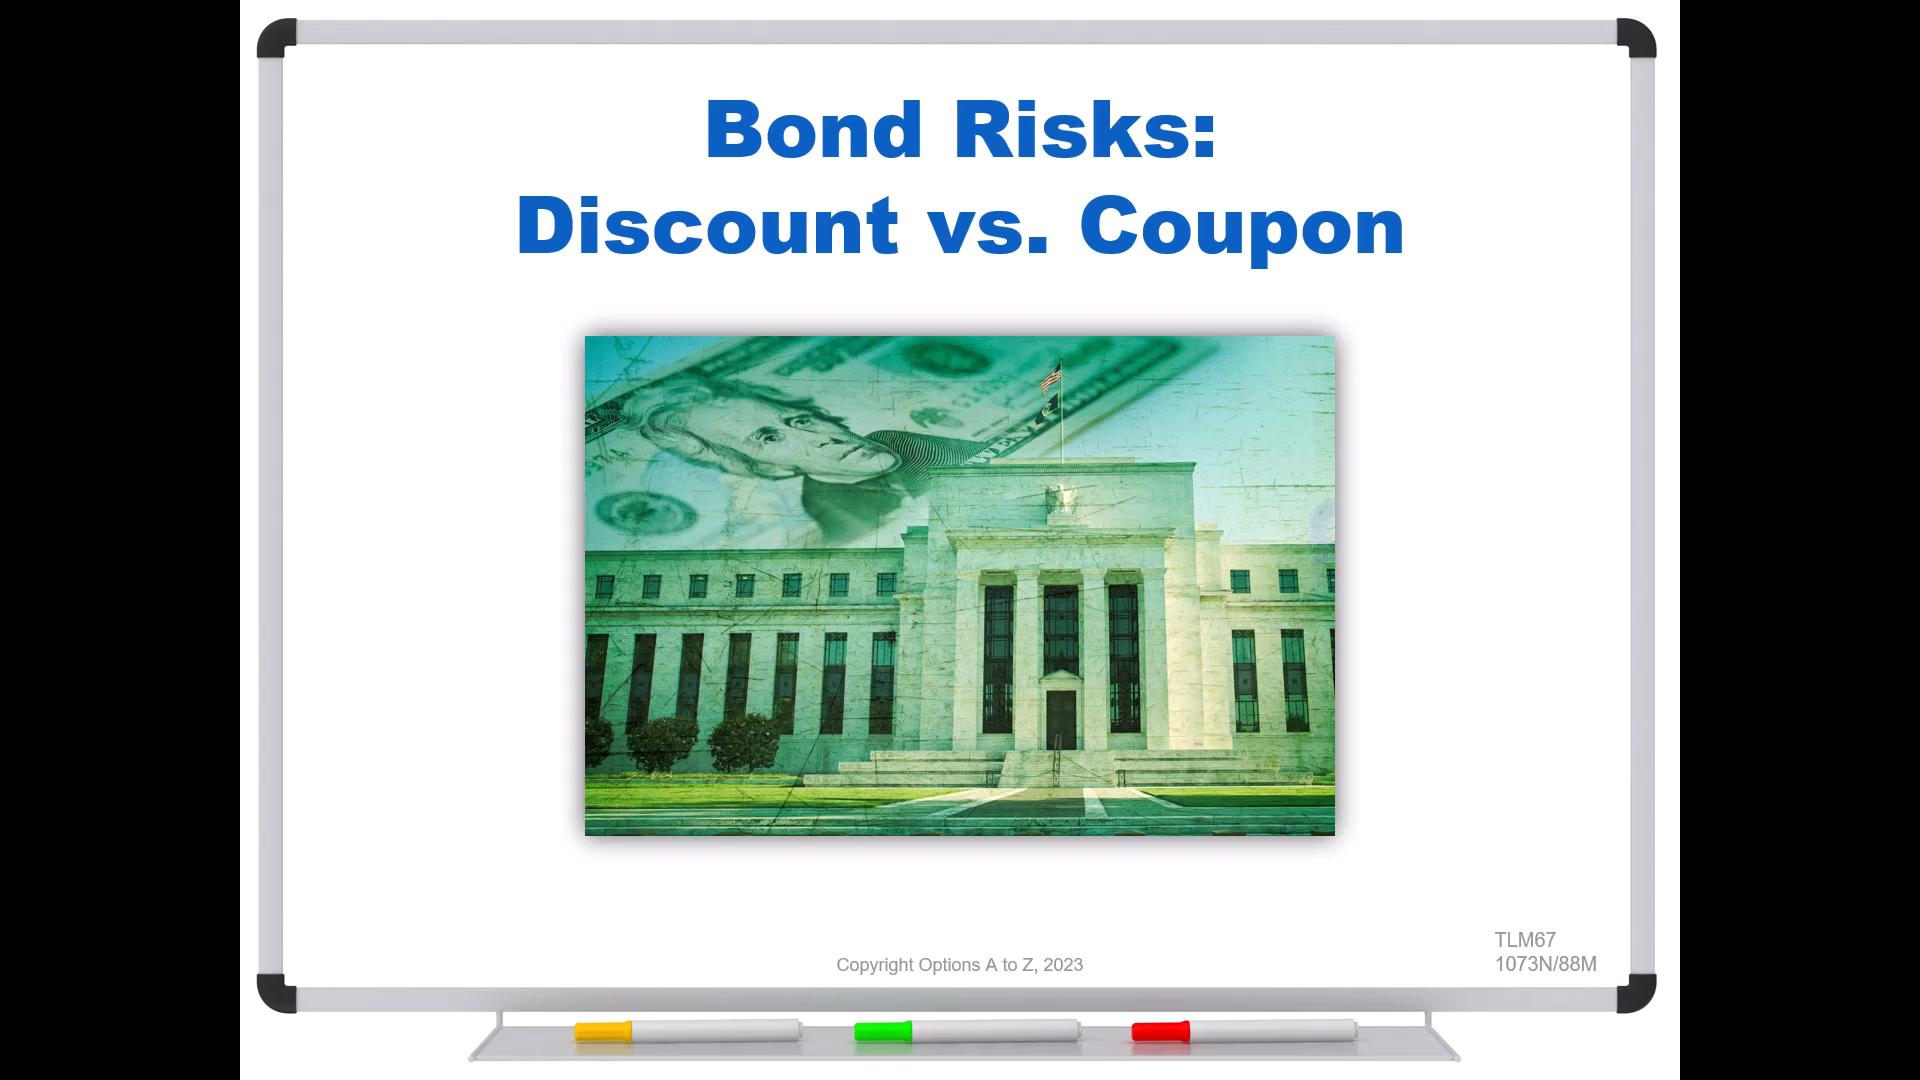 Bond Risks:
Discount vs. Coupon
Copyright Options A to Z, 2023
TLM67
1073N/88M